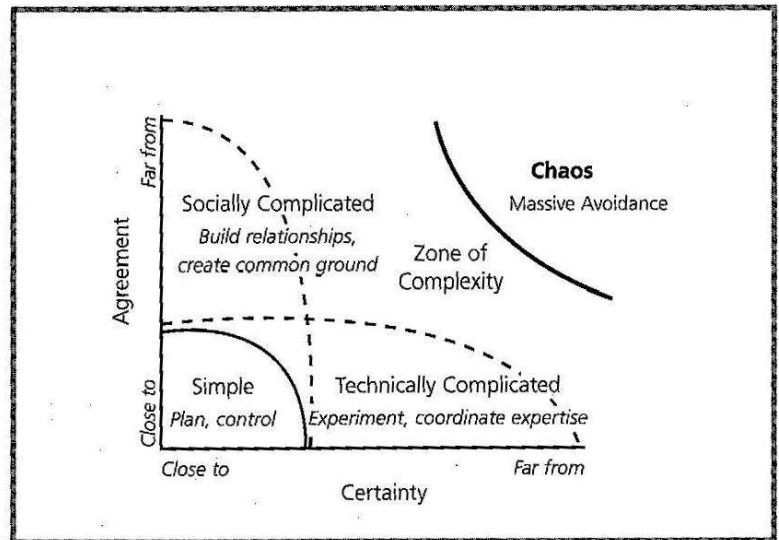 Far from
Agreement
Close to
Socially Complicated
Build relationships,
create common ground
Chaos
Massive Avoidance
Zone of
Complexity
Simple
Plan, control
Technically Complicated
Experiment, coordinate expertise
Close to
Far from
Certainty